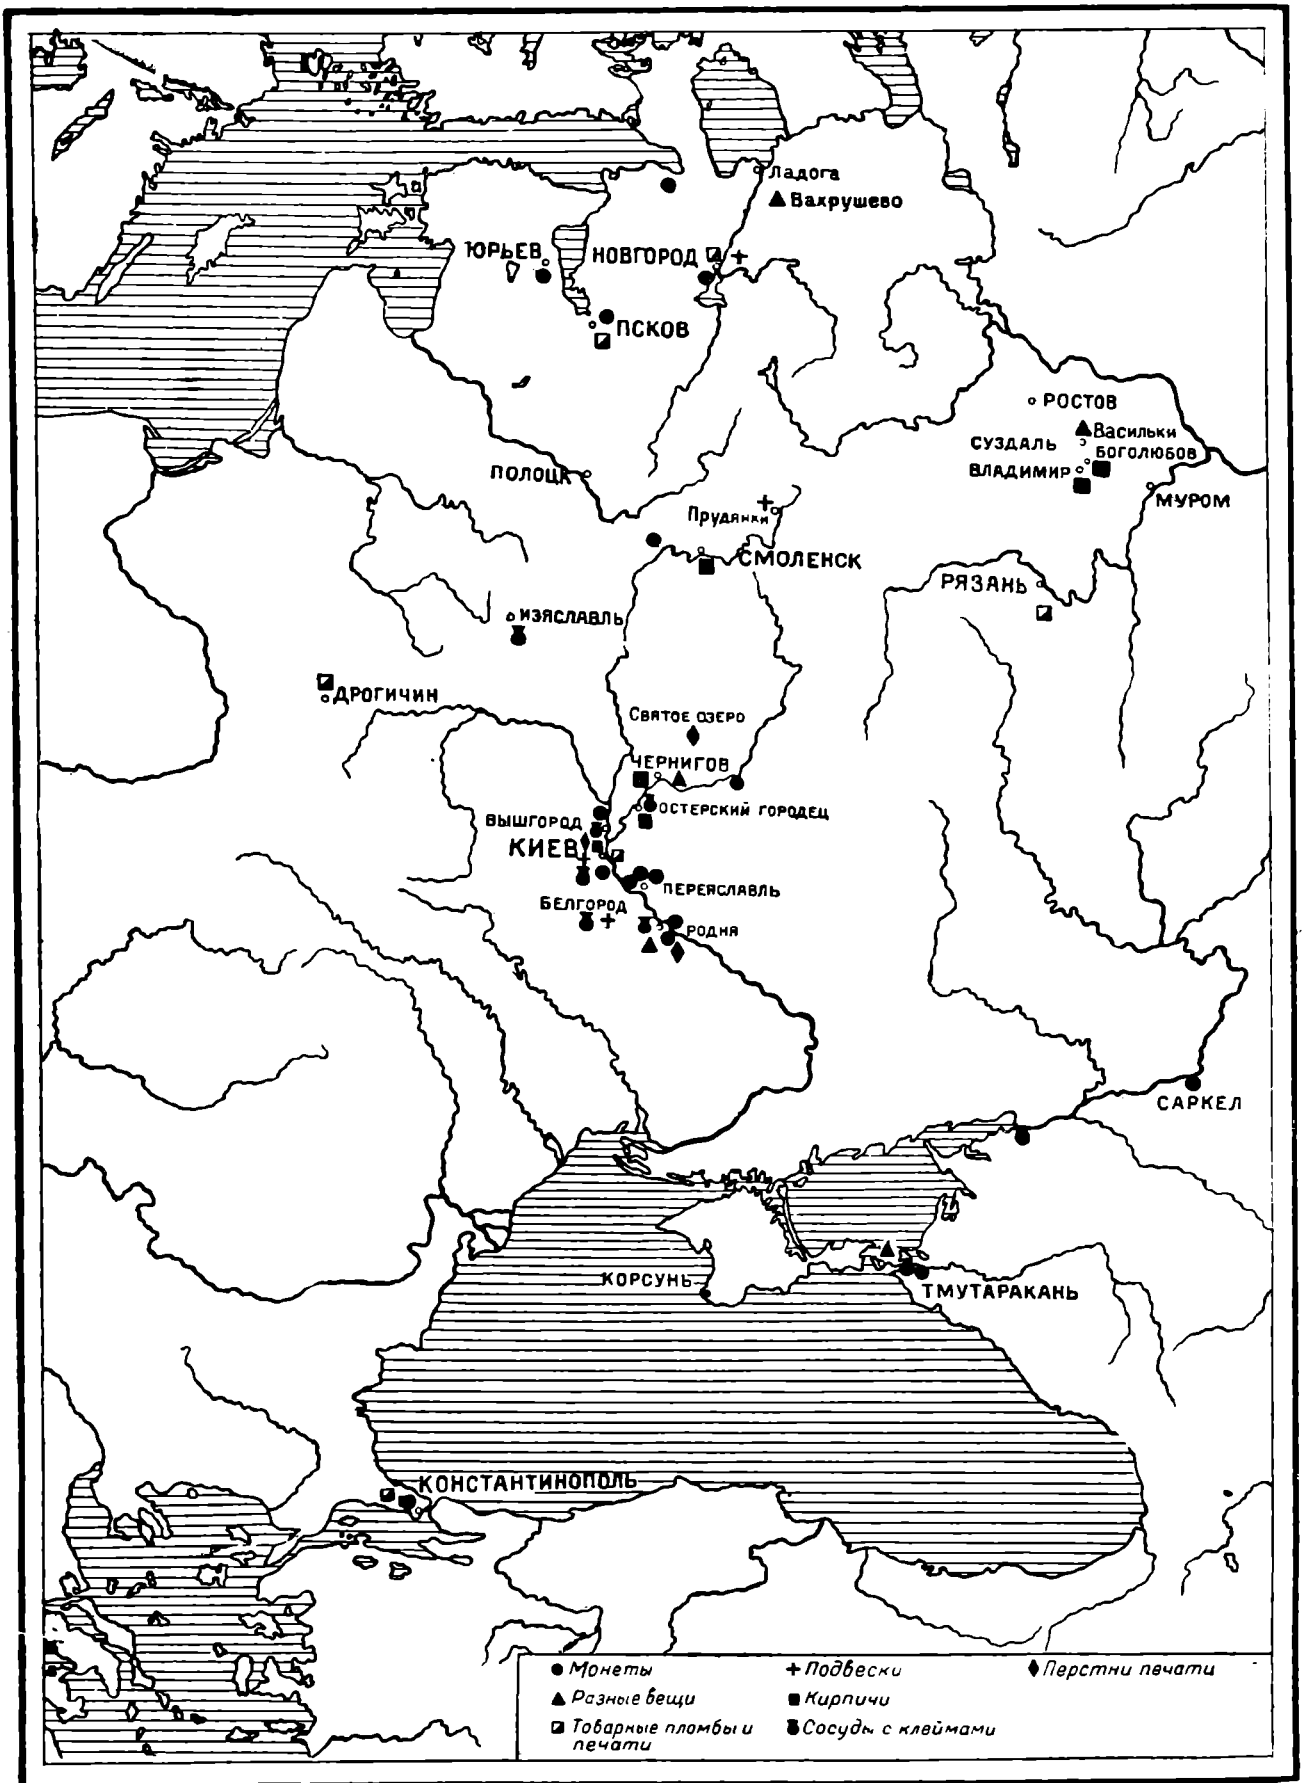 Ладога
Вахрушево
ЮРЬЕВ
НОВГОРОД
ПСКОВ
РОСТОВ
Васильки
СУЗДАЛЬ
БОГОЛЮБОВ
ВЛАДИМИР
ПОЛОЦК
МУРОМ
Прудянки
СМОЛЕНСК
РЯЗАНЬ
ИЗЯСЛАВЛЬ
ДРОГИЧИН
СВЯТОЕ ОЗЕРО
ЧЕРНИГОВ
ОСТЕРСКИЙ ГОРОДЕЦ
ВЫШГОРОД
КИЕВ
ПЕРЕЯСЛАВЛЬ
БЕЛГОРОД
РОДНЯ
САРКЕЛ
КОРСУНЬ
ТМУТАРАКАНЬ
КОНСТАНТИНОПОЛЬ
Монеты
Подвески
Перстни печати
Разные вещи
Кирпичи
Товарные пломбы и
печати
Сосуды с клеймами